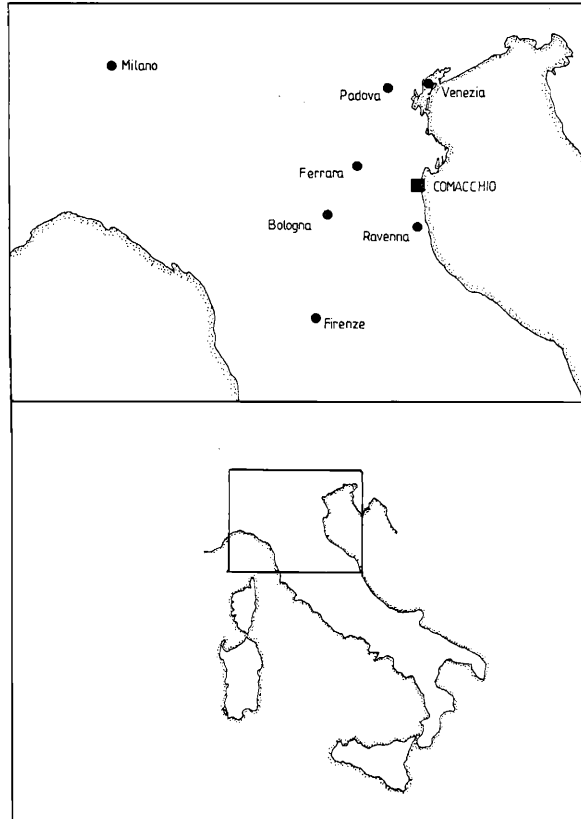 Milano
Padova
Venezia
Ferrara
COMACCHIO
Bologna
Ravenna
Firenze